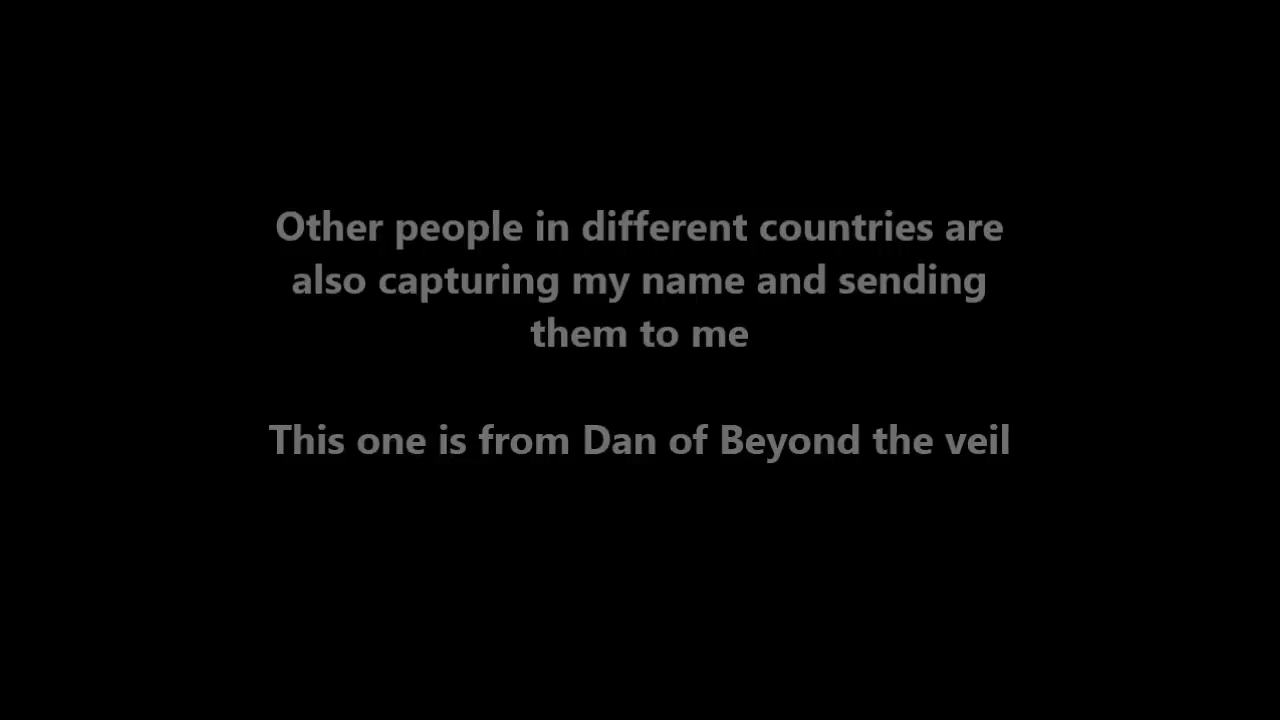 Other people in different countries are
also capturing my name and sending
them to me
This one is from Dan of Beyond the veil